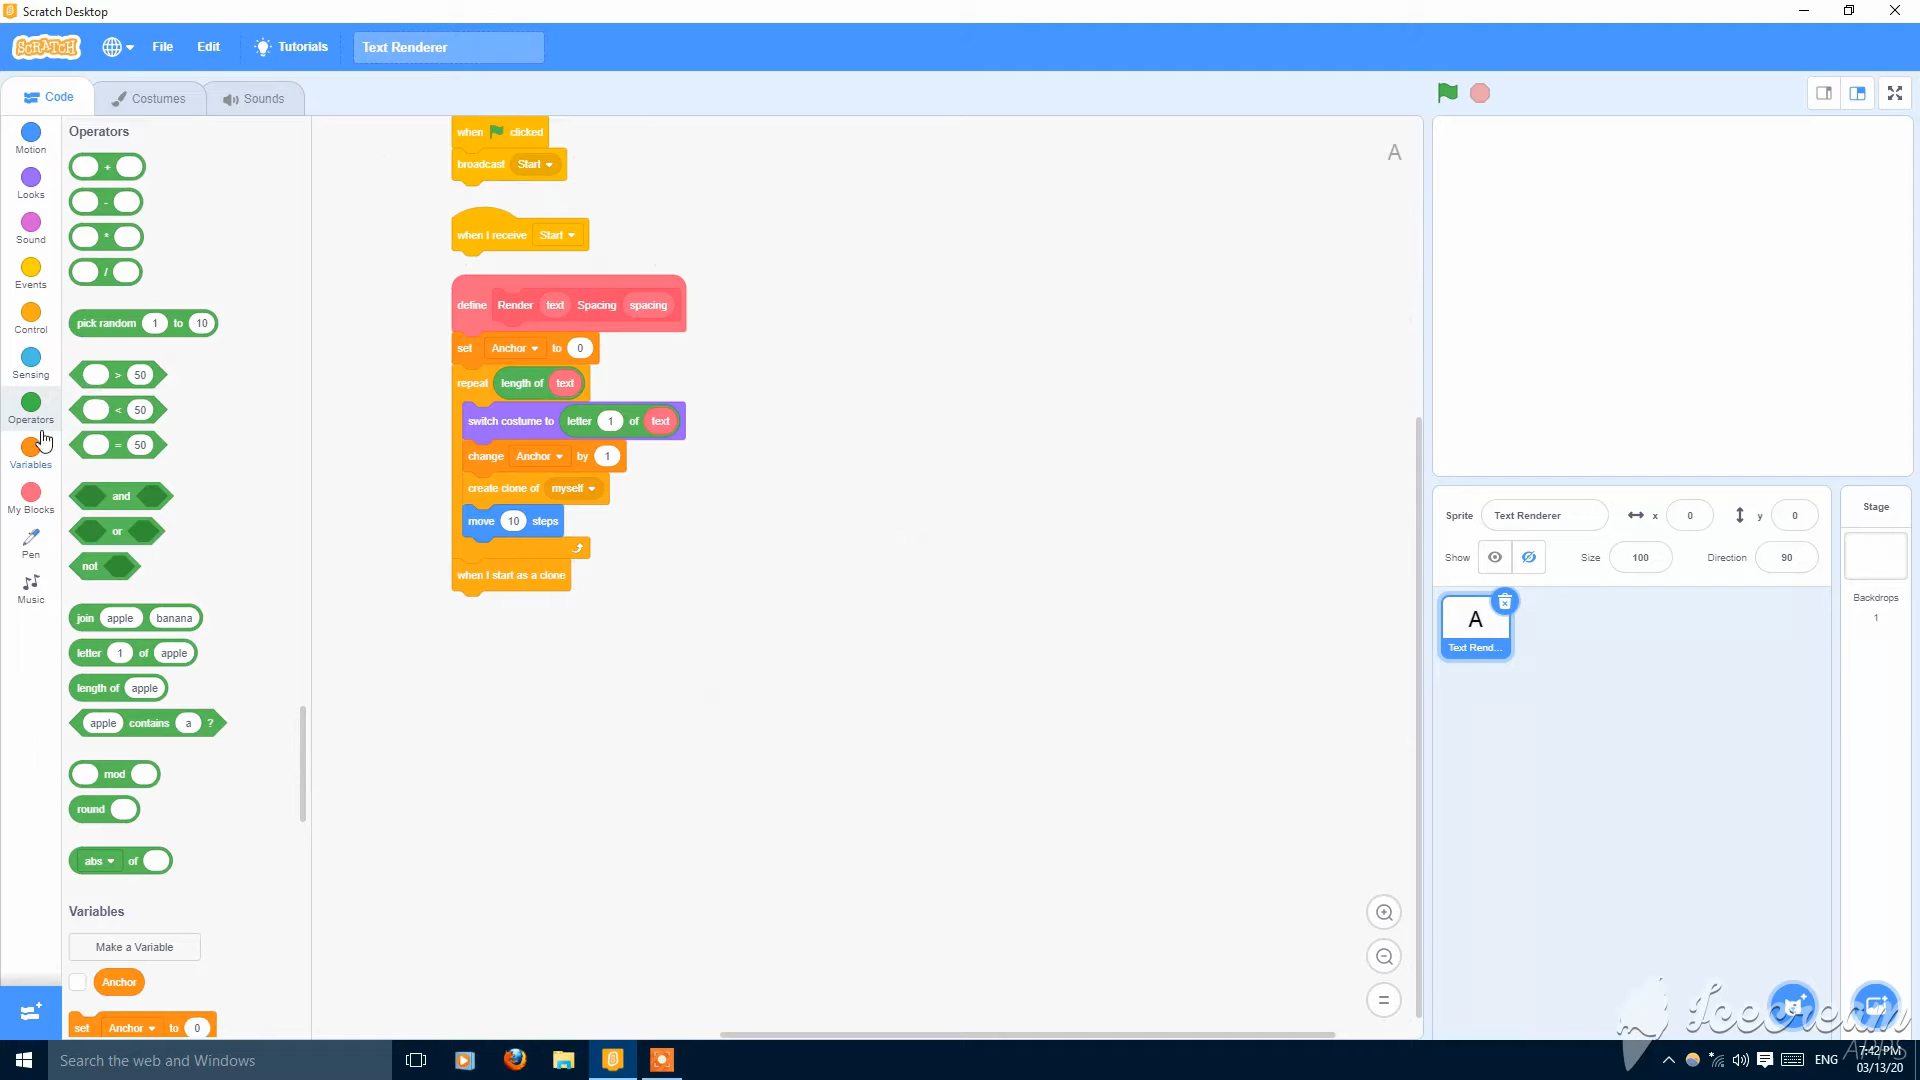 Scratch Desktop
SCRATCH
File
Edit
Tutorials
Text Renderer
Code
Costumes
Sounds
Motion
Looks
Sound
Events
Control
Sensing
Operators
Variables
My Blocks
Pen
Music
Operators
+
-
*
/
pick random 1 to 10
> 50
< 50
= 50
and
or
not
join apple banana
letter 1 of apple
length of apple
apple contains a ?
mod
round
abs of
Variables
Make a Variable
Anchor
set Anchor to 0
when clicked
broadcast Start
when I receive Start
define Render text Spacing spacing
set Anchor to 0
repeat length of text
switch costume to letter 1 of text
change Anchor by 1
create clone of myself
move 10 steps
when I start as a clone
A
=
Sprite Text Renderer x 0 y 0
Show Size 100 Direction 90
A
Text Rend...
Stage
Backdrops
1
Icecream
APPS
Search the web and Windows
ENG
7:42 PM
03/13/20